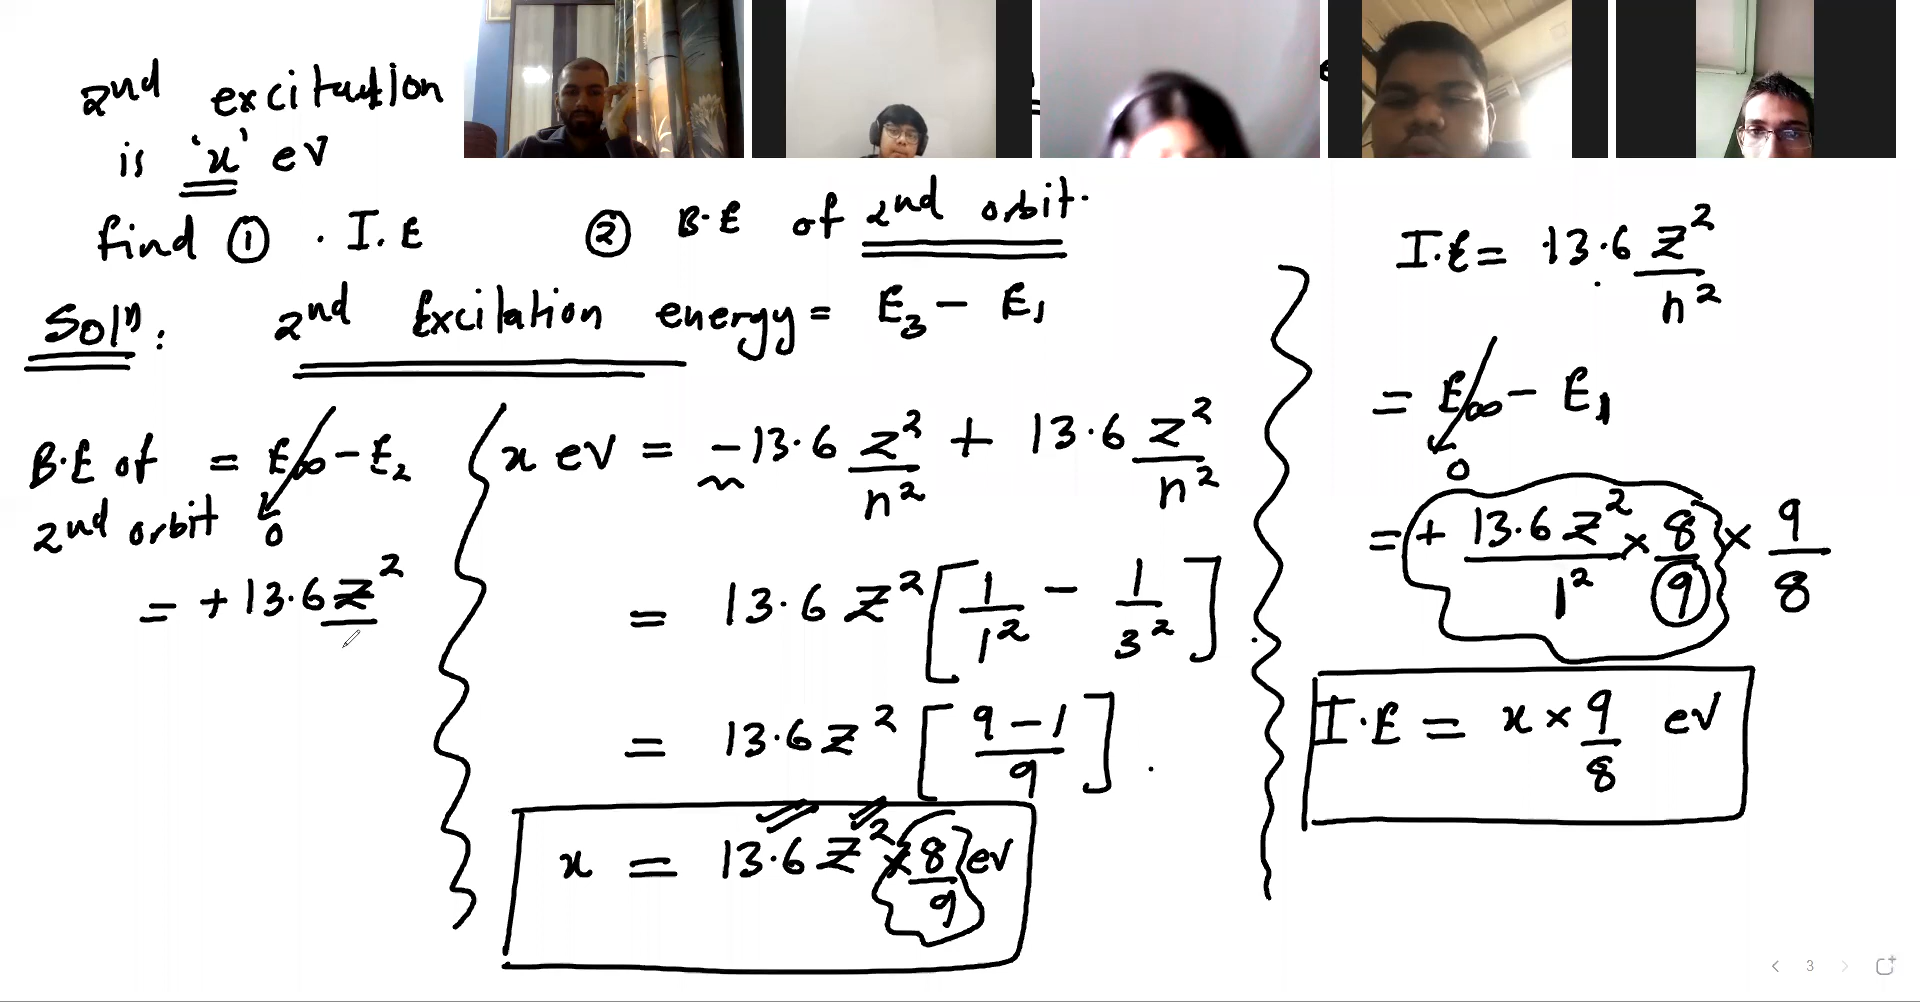 2nd excitation
is 'x' eV
find ① . I.E ② B.E of 2nd orbit.
Solⁿ: 2nd Excitation energy = E₃ - E₁
B.E of 2nd orbit = E∞ - E₂
0
= + 13.6 Z²
x eV = -13.6 Z²/n² + 13.6 Z²/n²
= 13.6 Z² [1/1² - 1/3²]
= 13.6 Z² [9-1/9]
x = 13.6 Z² × 8/9 eV
I.E = 13.6 Z²/n²
= E∞ - E₁
0
= + 13.6 Z²/1² × 8/9 × 9/8
I.E = x × 9/8 eV
3